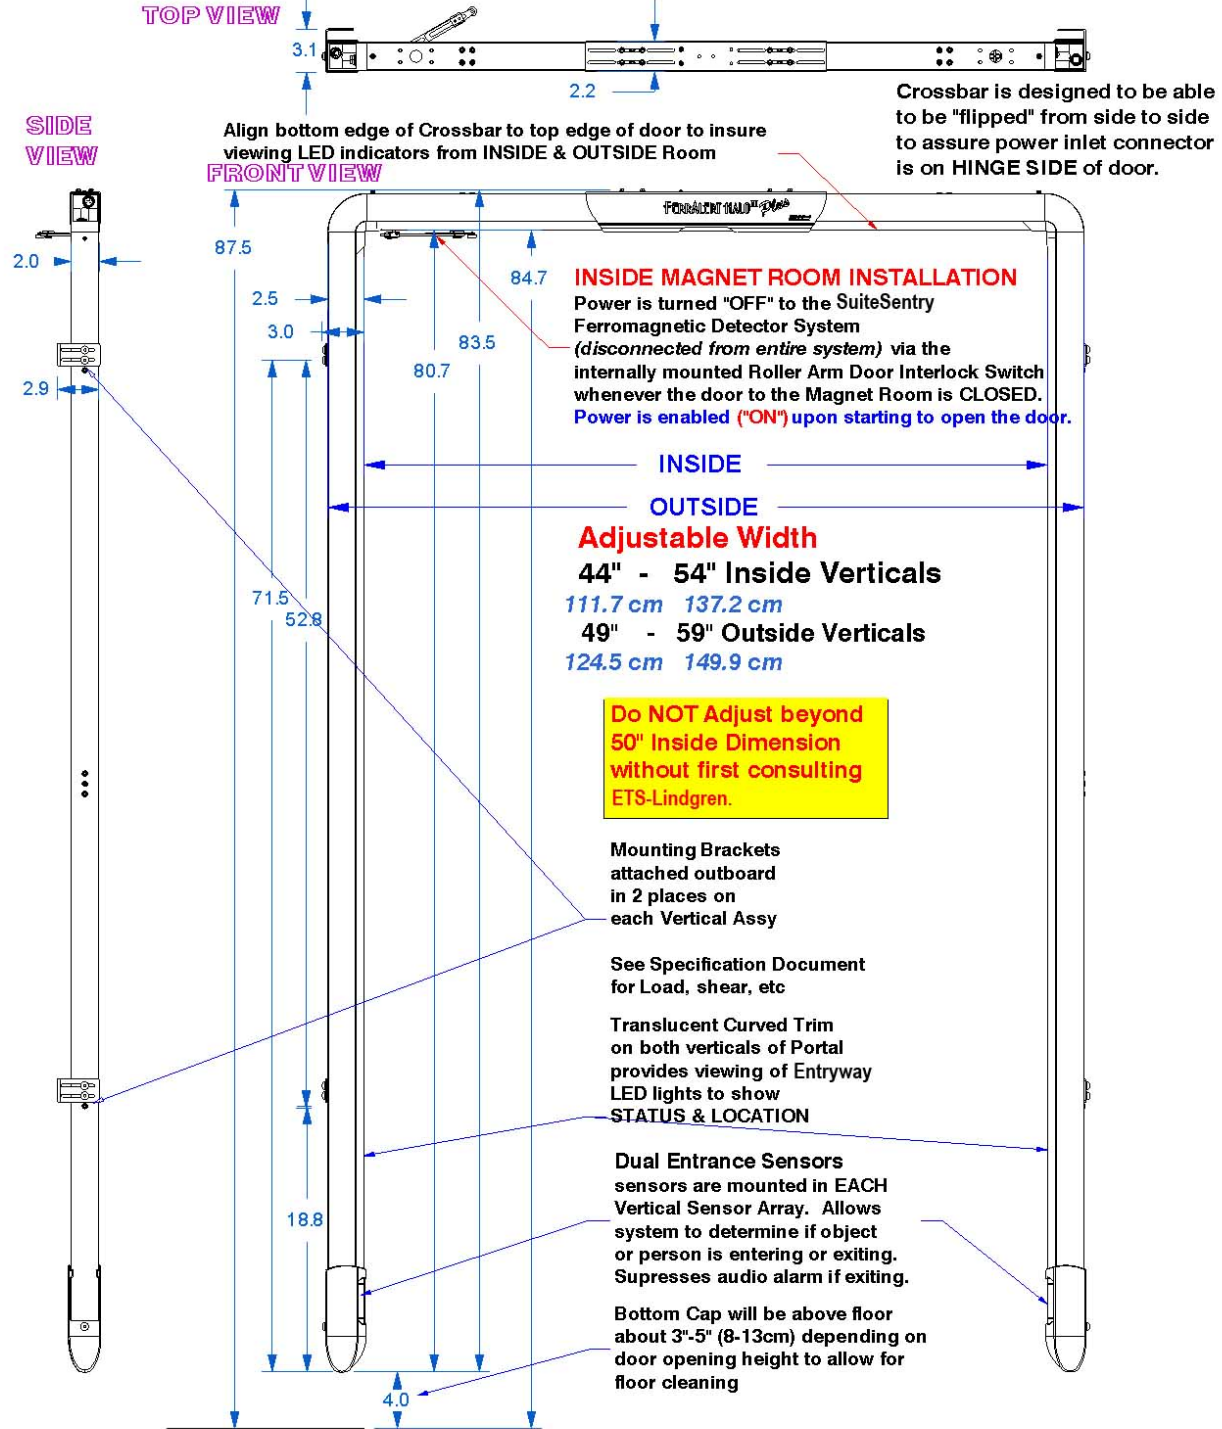 TOP VIEW
3.1
2.2
Crossbar is designed to be able
to be "flipped" from side to side
to assure power inlet connector
is on HINGE SIDE of door.
SIDE
VIEW
Align bottom edge of Crossbar to top edge of door to insure
viewing LED indicators from INSIDE & OUTSIDE Room
FRONT VIEW
FERRALERT HALO II Plus
87.5
2.0
84.7
2.5
3.0
83.5
80.7
2.9
INSIDE MAGNET ROOM INSTALLATION
Power is turned "OFF" to the SuiteSentry
Ferromagnetic Detector System
(disconnected from entire system) via the
internally mounted Roller Arm Door Interlock Switch
whenever the door to the Magnet Room is CLOSED.
Power is enabled ("ON") upon starting to open the door.
INSIDE
OUTSIDE
Adjustable Width
44" - 54" Inside Verticals
111.7 cm 137.2 cm
49" - 59" Outside Verticals
124.5 cm 149.9 cm
71.5
52.8
Do NOT Adjust beyond
50" Inside Dimension
without first consulting
ETS-Lindgren.
Mounting Brackets
attached outboard
in 2 places on
each Vertical Assy
See Specification Document
for Load, shear, etc
Translucent Curved Trim
on both verticals of Portal
provides viewing of Entryway
LED lights to show
STATUS & LOCATION
Dual Entrance Sensors
sensors are mounted in EACH
Vertical Sensor Array. Allows
system to determine if object
or person is entering or exiting.
Supresses audio alarm if exiting.
18.8
Bottom Cap will be above floor
about 3"-5" (8-13cm) depending on
door opening height to allow for
floor cleaning
4.0